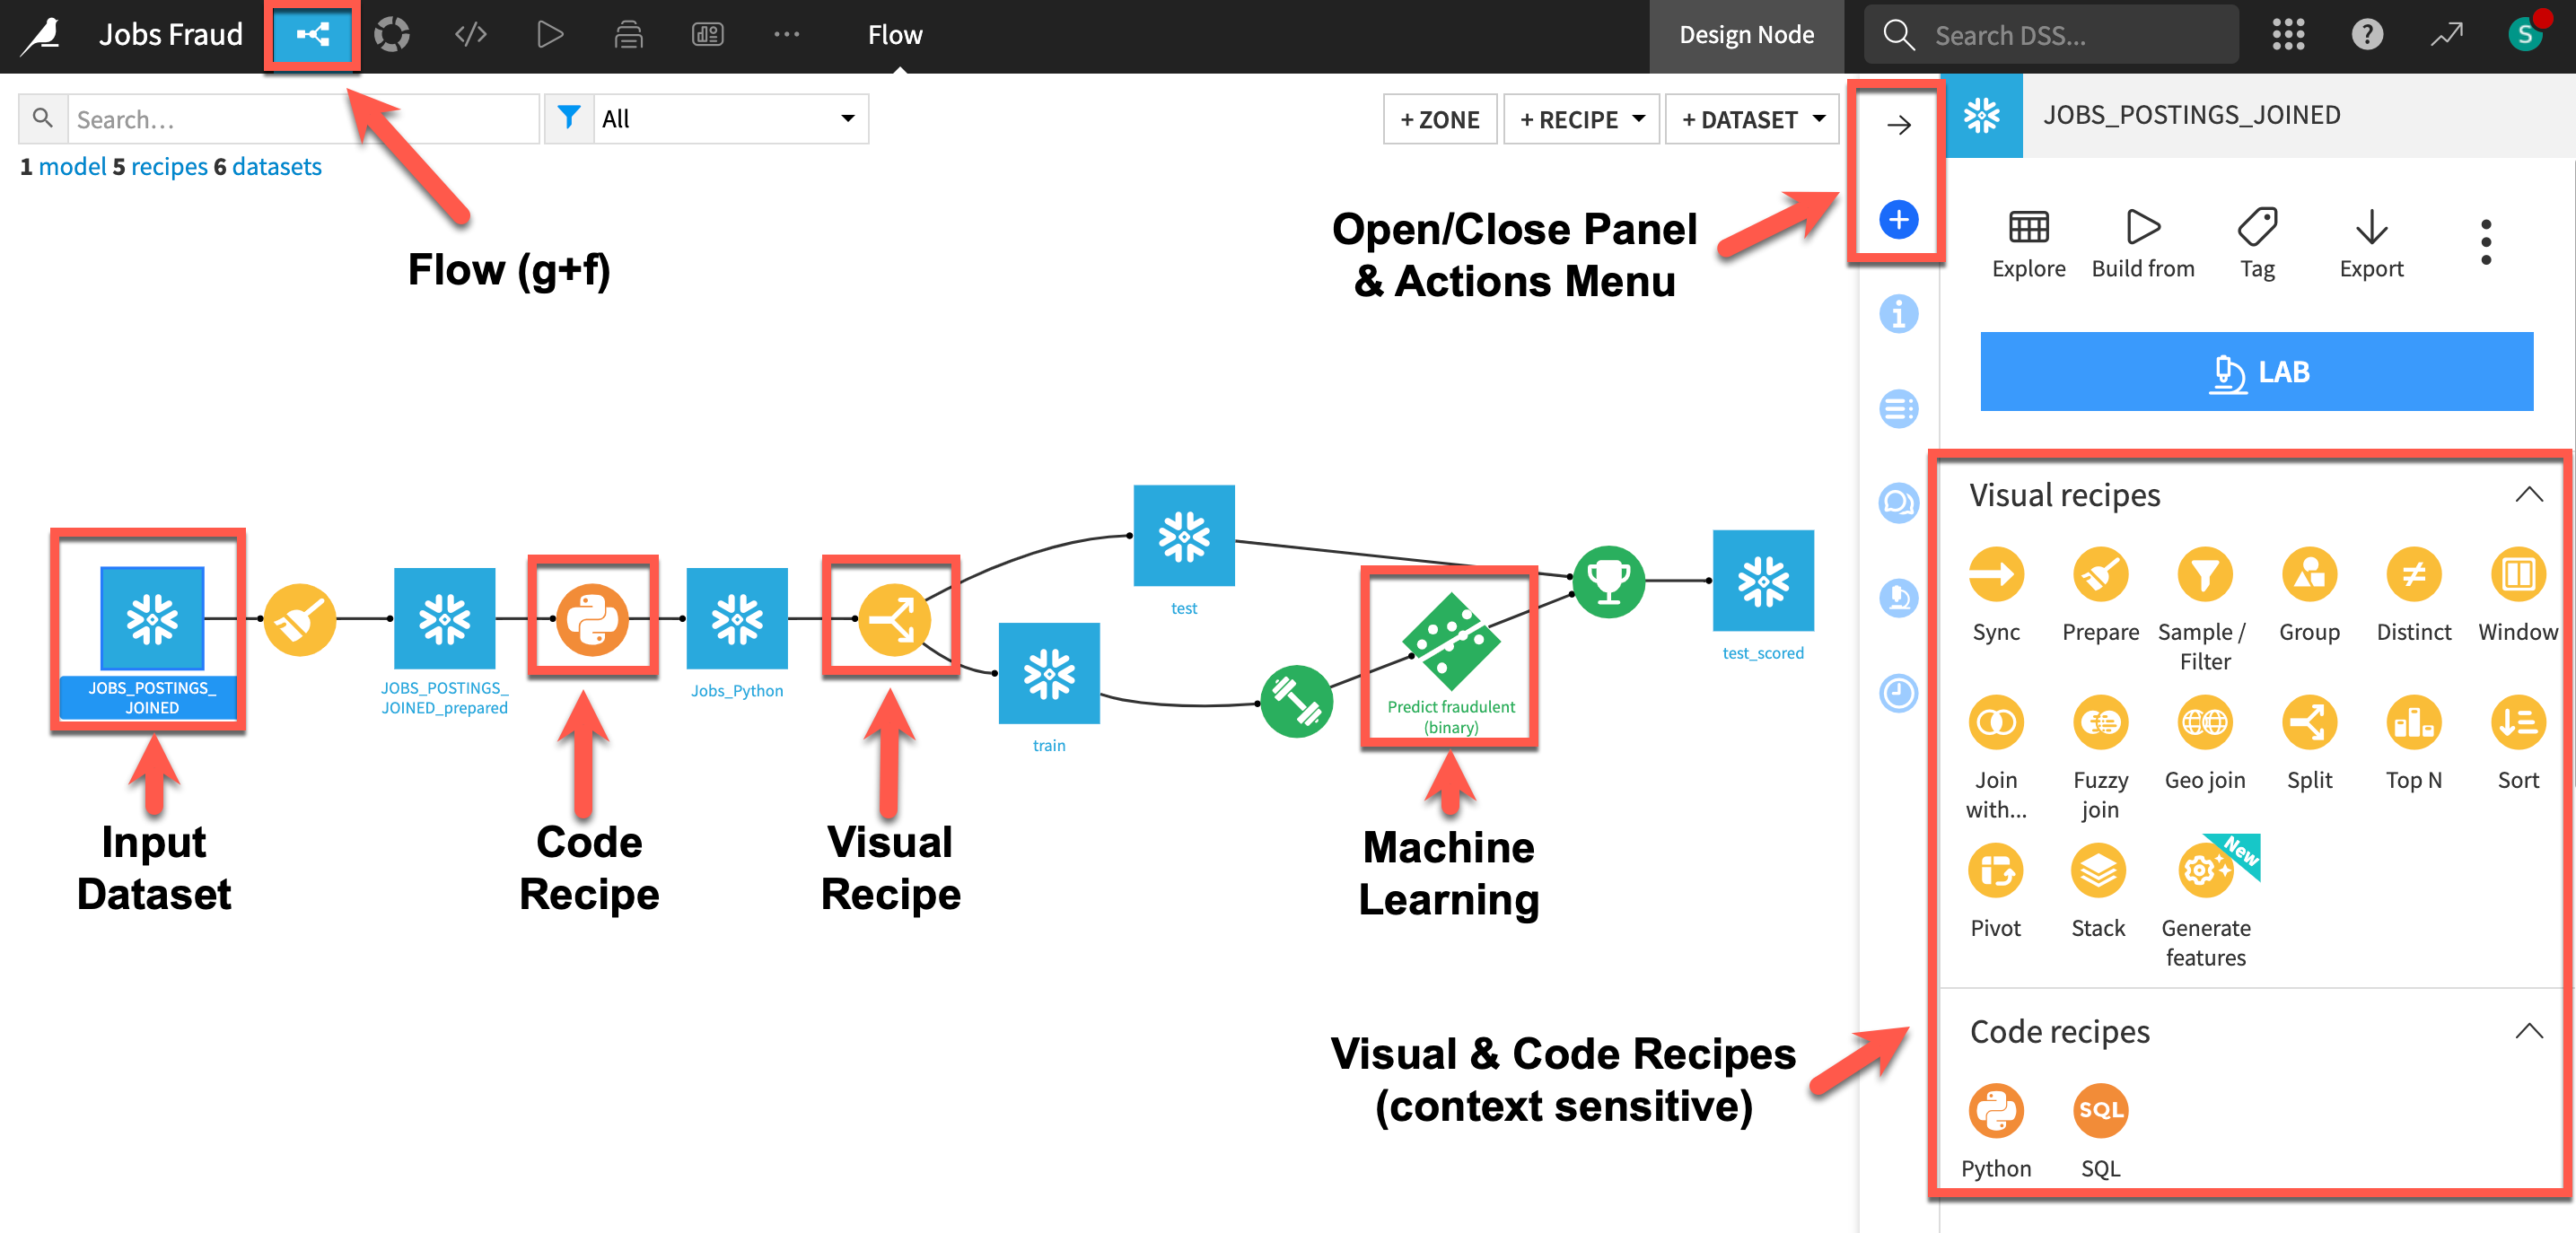 Jobs Fraud
Flow
Design Node
Search DSS...
?
S
Search...
All
+ ZONE
+ RECIPE
+ DATASET
JOBS_POSTINGS_JOINED
1 model 5 recipes 6 datasets
Flow (g+f)
Open/Close Panel
& Actions Menu
Explore
Build from
Tag
Export
LAB
JOBS_POSTINGS_
JOINED
JOBS_POSTINGS_
JOINED_prepared
Jobs_Python
test
train
Predict fraudulent
(binary)
test_scored
Input
Dataset
Code
Recipe
Visual
Recipe
Machine
Learning
Visual & Code Recipes
(context sensitive)
Visual recipes
Sync
Prepare
Sample /
Filter
Group
Distinct
Window
Join
with...
Fuzzy
join
Geo join
Split
Top N
Sort
Pivot
Stack
New
Generate
features
Code recipes
SQL
Python
SQL